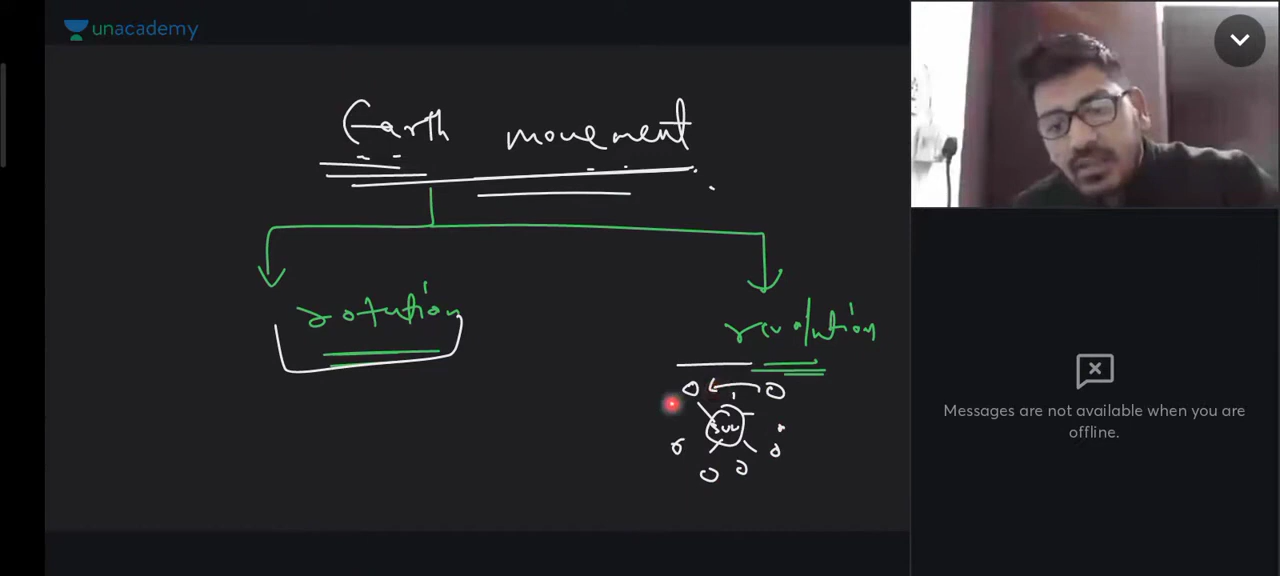 unacademy
Earth movement
rotation
revolution
sun
Messages are not available when you are
offline.